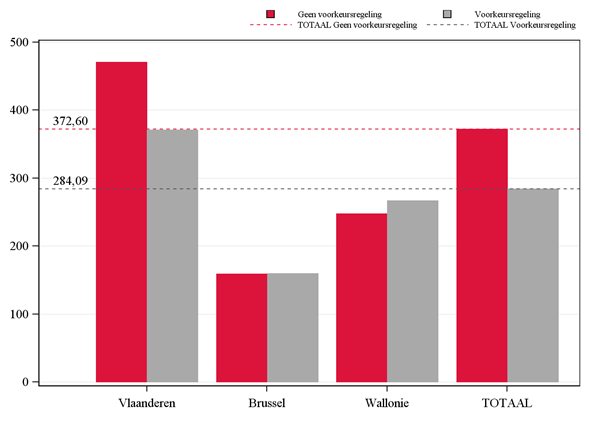 Geen voorkeursregeling Voorkeursregeling
TOTAAL Geen voorkeursregeling TOTAAL Voorkeursregeling
500
400
372,60
300
284,09
200
100
0
Vlaanderen Brussel Wallonie TOTAAL